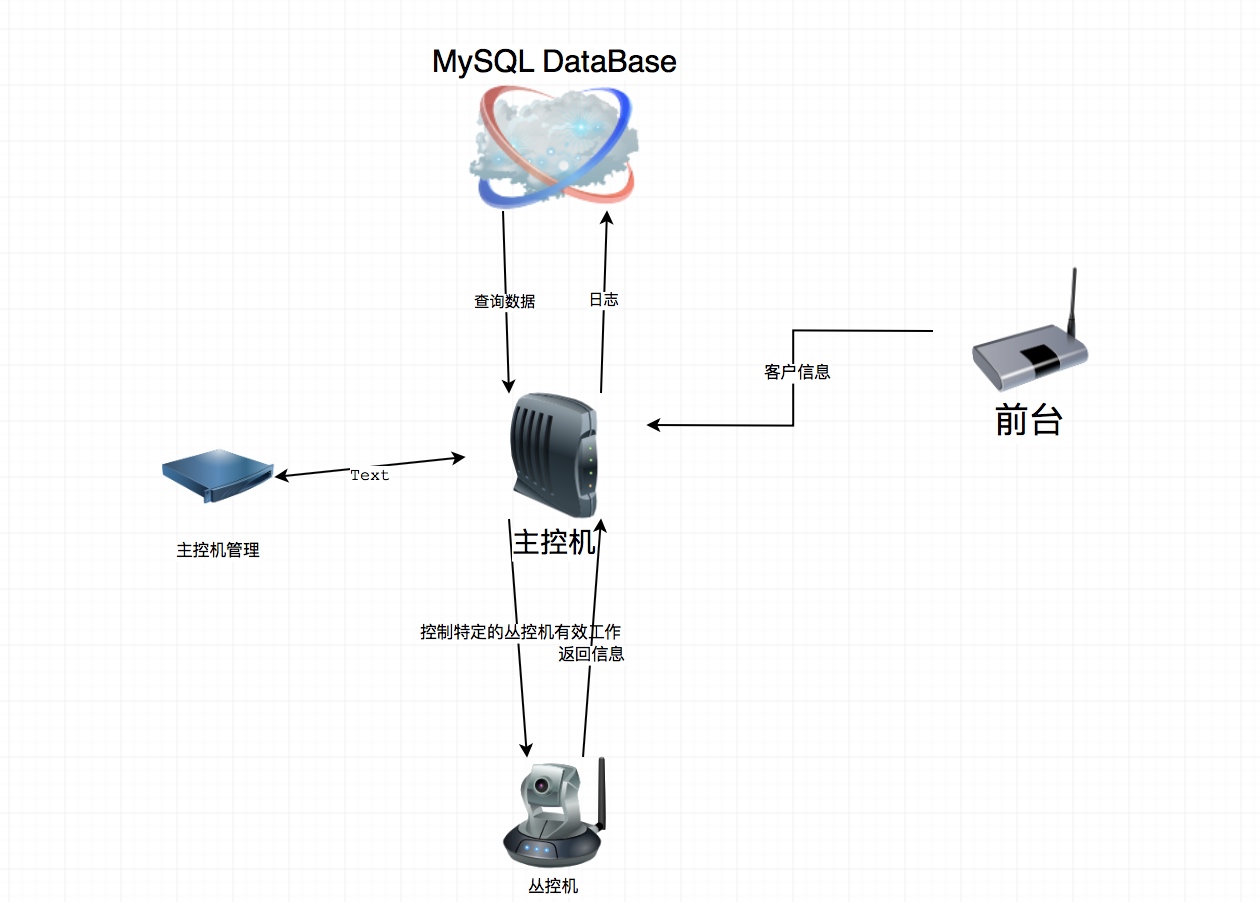 MySQL DataBase
查询数据
日志
客户信息
前台
Text
主控机管理
主控机
控制特定的丛控机有效工作
返回信息
丛控机